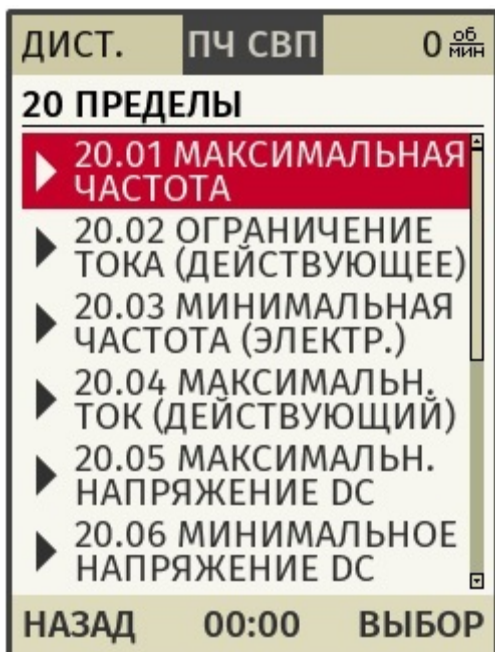 ДИСТ. ПЧ СВП 0 об/мин
20 ПРЕДЕЛЫ
20.01 МАКСИМАЛЬНАЯ
ЧАСТОТА
20.02 ОГРАНИЧЕНИЕ
ТОКА (ДЕЙСТВУЮЩЕЕ)
20.03 МИНИМАЛЬНАЯ
ЧАСТОТА (ЭЛЕКТР.)
20.04 МАКСИМАЛЬН.
ТОК (ДЕЙСТВУЮЩИЙ)
20.05 МАКСИМАЛЬН.
НАПРЯЖЕНИЕ DC
20.06 МИНИМАЛЬНОЕ
НАПРЯЖЕНИЕ DC
НАЗАД 00:00 ВЫБОР